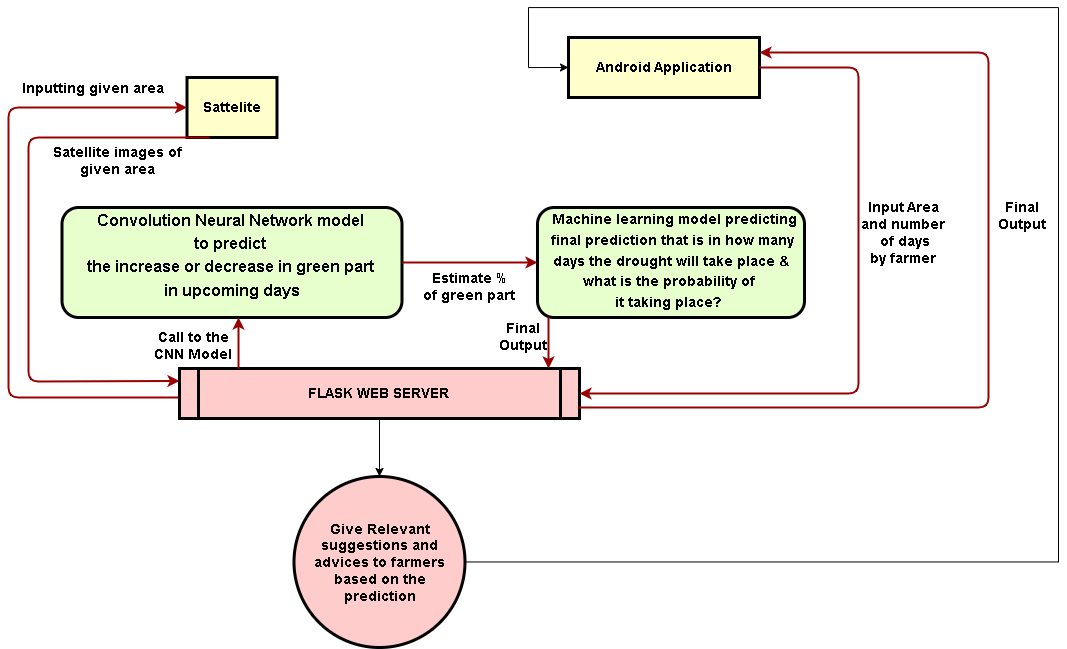 Inputting given area
Sattelite
Satellite images of
given area
Android Application
Convolution Neural Network model
to predict
the increase or decrease in green part
in upcoming days
Estimate %
of green part
Machine learning model predicting
final prediction that is in how many
days the drought will take place &
what is the probability of
it taking place?
Input Area
and number
of days
by farmer
Final
Output
Call to the
CNN Model
Final
Output
FLASK WEB SERVER
Give Relevant
suggestions and
advices to farmers
based on the
prediction